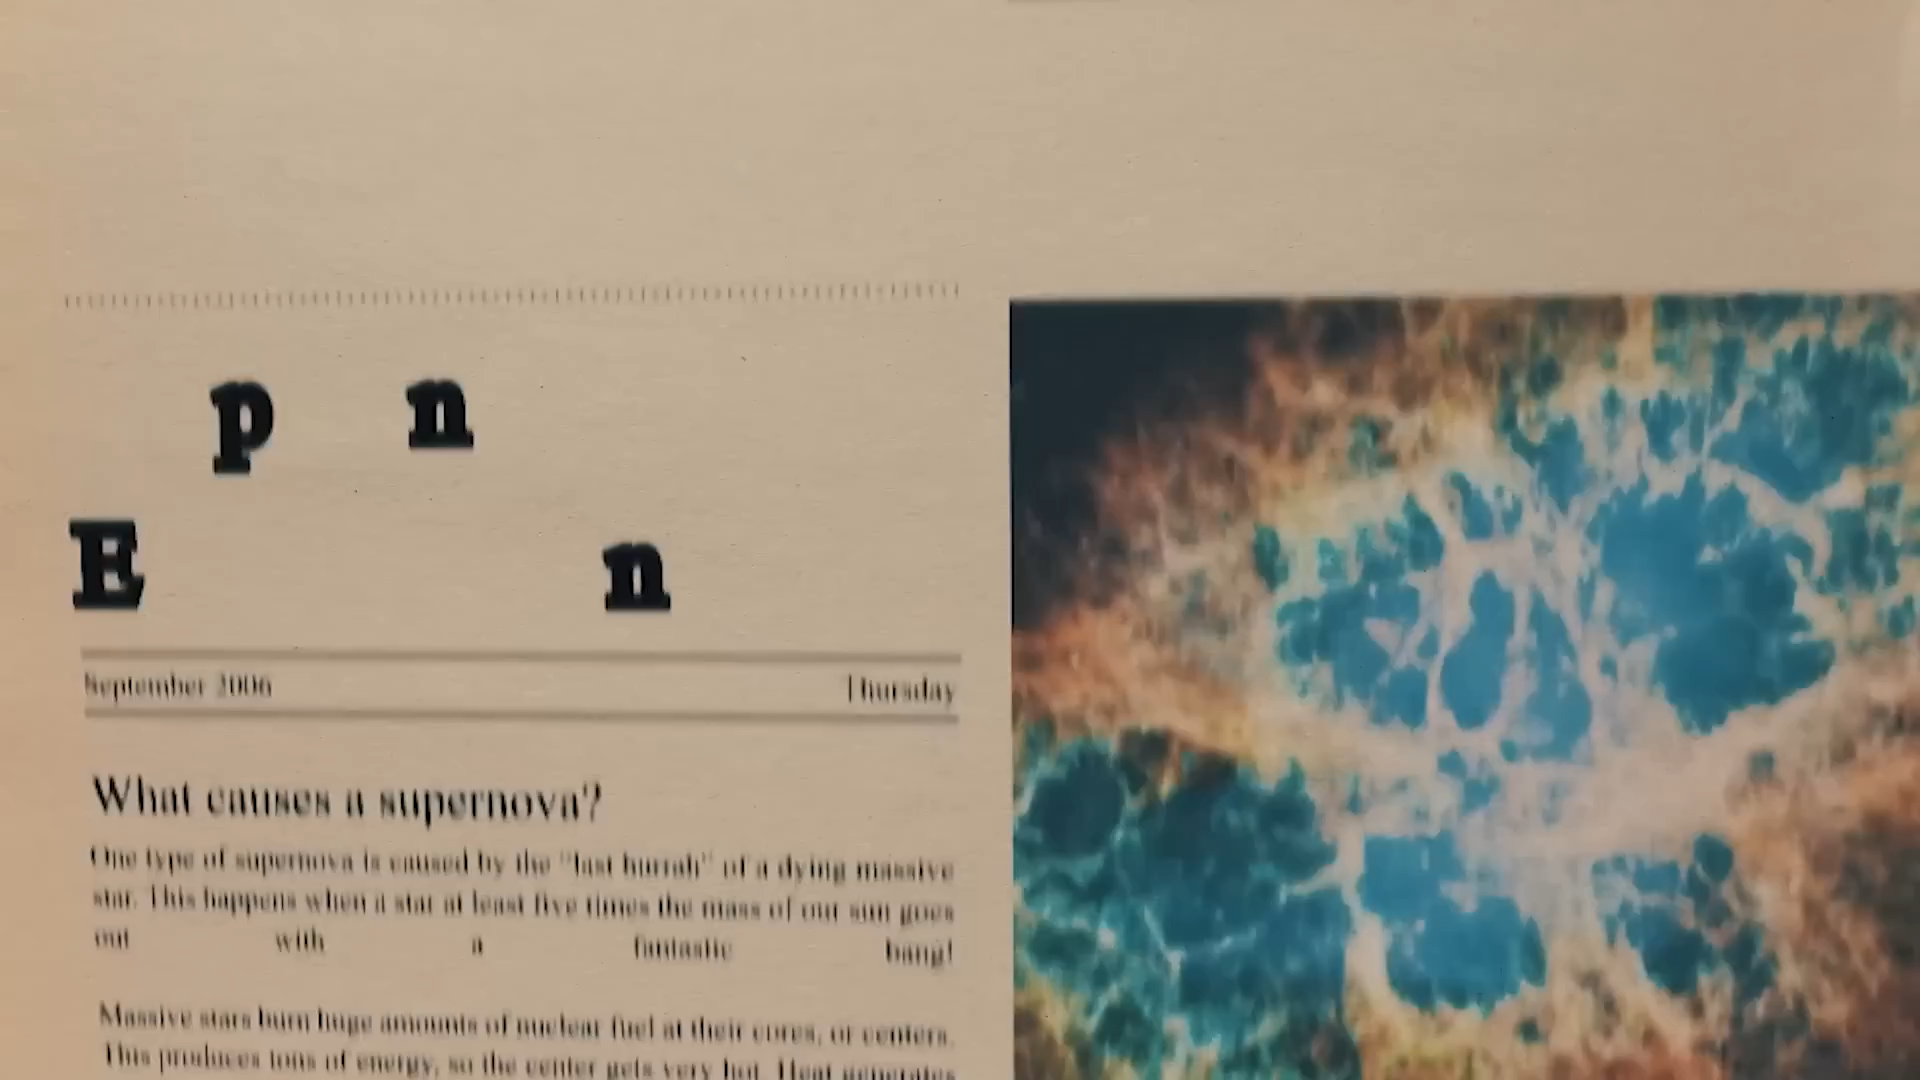 p n
E n
September 2006 Thursday
What causes a supernova?
One type of supernova is caused by the "last hurrah" of a dying massive
star. This happens when a star at least five times the mass of our sun goes
out with a fantastic bang!
Massive stars burn huge amounts of nuclear fuel at their cores, or centers.
This produces tons of energy, so the center gets very hot. Heat generates